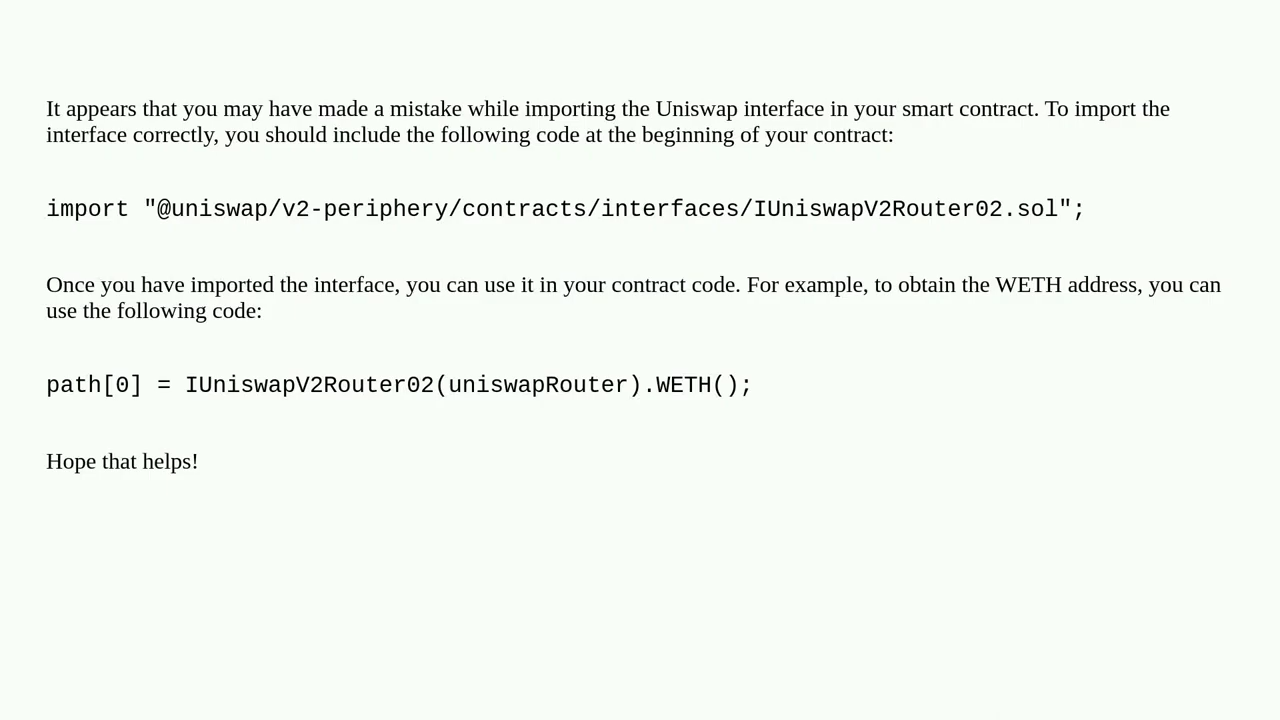 It appears that you may have made a mistake while importing the Uniswap interface in your smart contract. To import the
interface correctly, you should include the following code at the beginning of your contract:
import "@uniswap/v2-periphery/contracts/interfaces/IUniswapV2Router02.sol";
Once you have imported the interface, you can use it in your contract code. For example, to obtain the WETH address, you can
use the following code:
path[0] = IUniswapV2Router02(uniswapRouter).WETH();
Hope that helps!